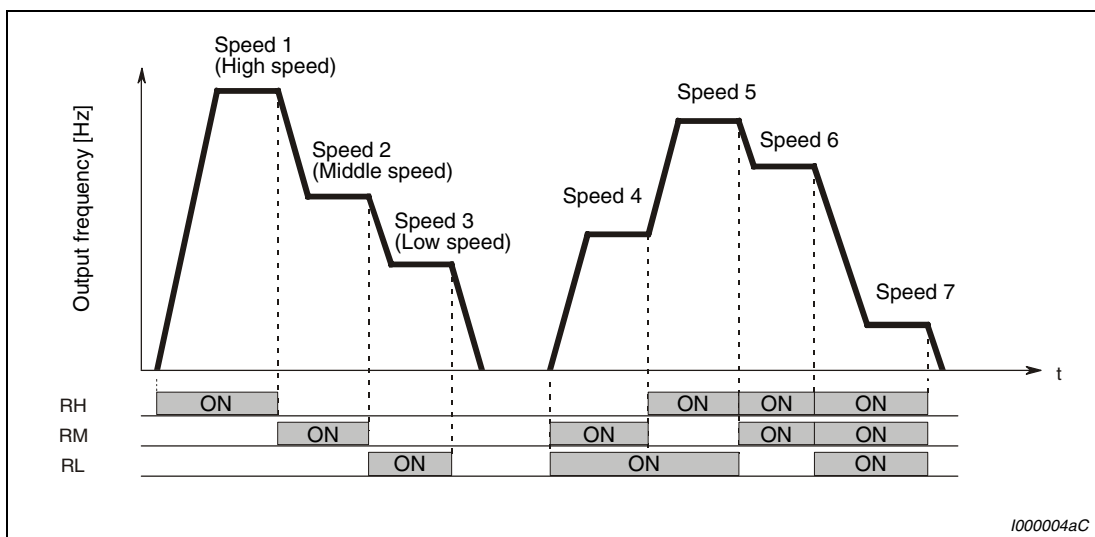 Speed 1
(High speed)
Speed 2
(Middle speed)
Speed 3
(Low speed)
Speed 4
Speed 5
Speed 6
Speed 7
Output frequency [Hz]
t
RH ON ON ON ON
RM ON ON ON ON
RL ON ON ON
I000004aC